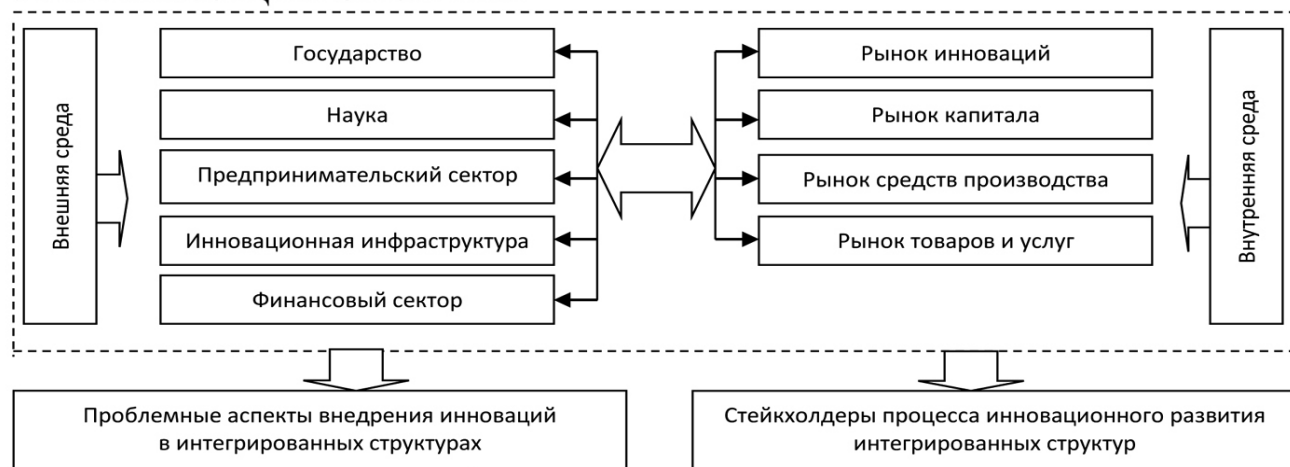 Внешняя среда
Государство
Наука
Предпринимательский сектор
Инновационная инфраструктура
Финансовый сектор
Рынок инноваций
Рынок капитала
Рынок средств производства
Рынок товаров и услуг
Внутренняя среда
Проблемные аспекты внедрения инноваций
в интегрированных структурах
Стейкхолдеры процесса инновационного развития
интегрированных структур